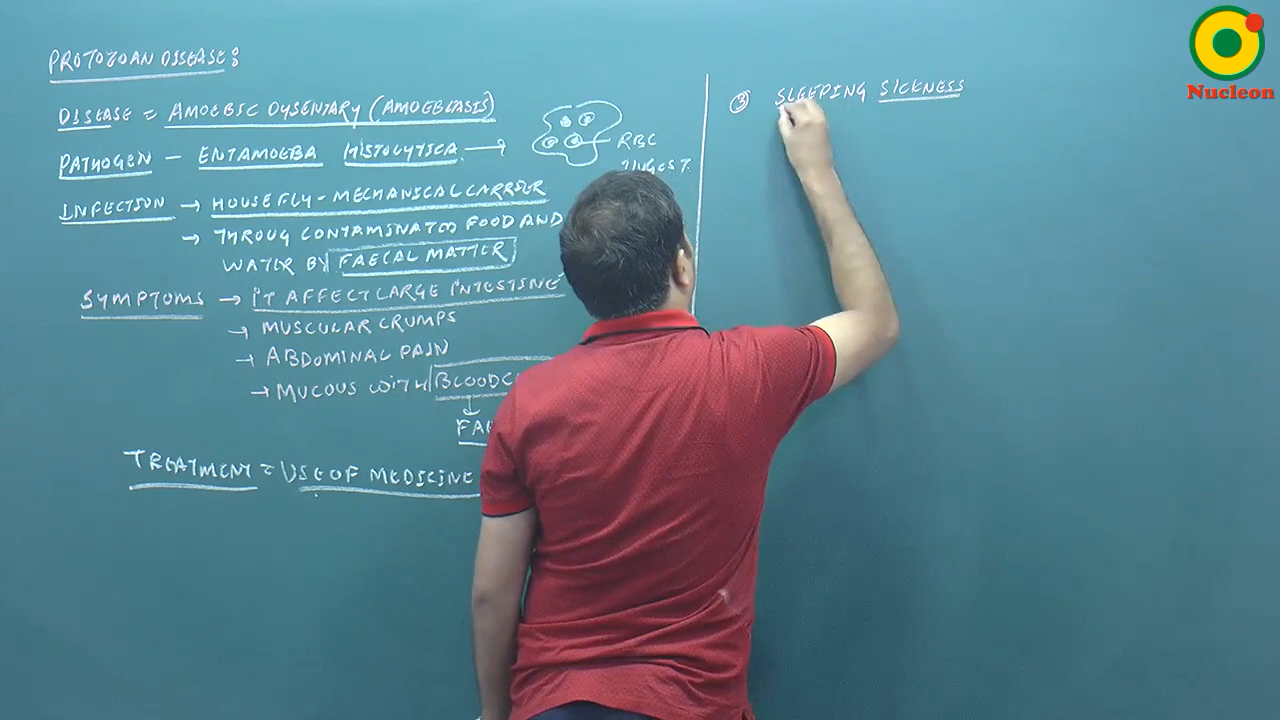 PROTOZOAN DISEASE:
DISEASE = AMOEBIC DYSENTARY (AMOEBIASIS)
PATHOGEN - ENTAMOEBA HISTOLYTICA →
RBC
INFECTION → HOUSEFLY - MECHANICAL CARRIER
→ THROUG CONTAMINATED FOOD AND
WATER BY FAECAL MATTER
SYMPTOMS → IT AFFECT LARGE INTESTINE
→ MUSCULAR CRUMPS
→ ABDOMINAL PAIN
→ MUCOUS WITH BLOOD
TREATMENT = USE OF MEDICINE
③ SLEEPING SICKNESS
Nucleon